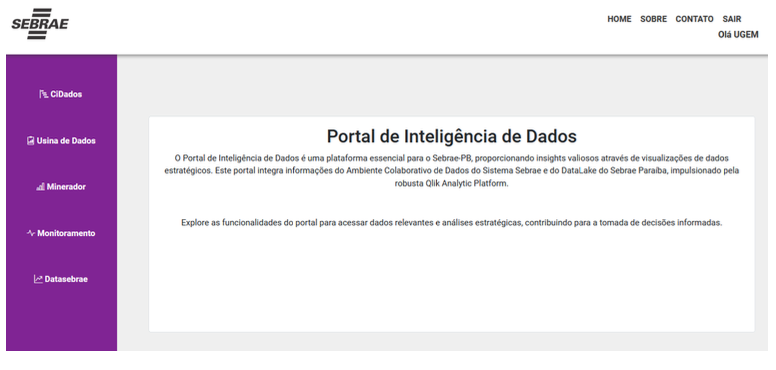 SEBRAE
HOME SOBRE CONTATO SAIR
Olá UGEM
CiDados
Usina de Dados
Minerador
Monitoramento
Datasebrae
Portal de Inteligência de Dados
O Portal de Inteligência de Dados é uma plataforma essencial para o Sebrae-PB, proporcionando insights valiosos através de visualizações de dados
estratégicos. Este portal integra informações do Ambiente Colaborativo de Dados do Sistema Sebrae e do DataLake do Sebrae Paraíba, impulsionado pela
robusta Qlik Analytic Platform.
Explore as funcionalidades do portal para acessar dados relevantes e análises estratégicas, contribuindo para a tomada de decisões informadas.